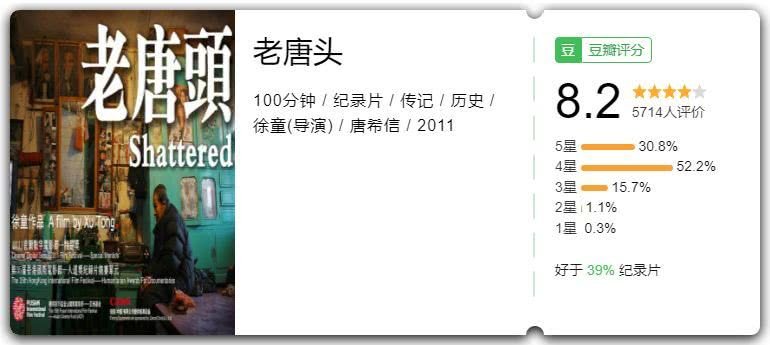 老唐頭
Shattered
徐童作品 A film by Xu Tong
老唐头
100分钟 / 纪录片 / 传记 / 历史 /
徐童(导演) / 唐希信 / 2011
豆 豆瓣评分
8.2
5714人评价
5星 30.8%
4星 52.2%
3星 15.7%
2星 1.1%
1星 0.3%
好于 39% 纪录片